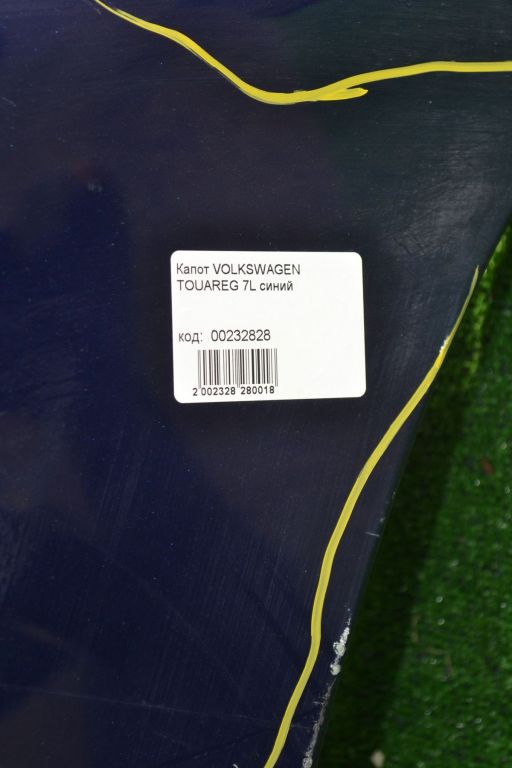 Капот VOLKSWAGEN
TOUAREG 7L синий
код: 00232828
2 002328 280018